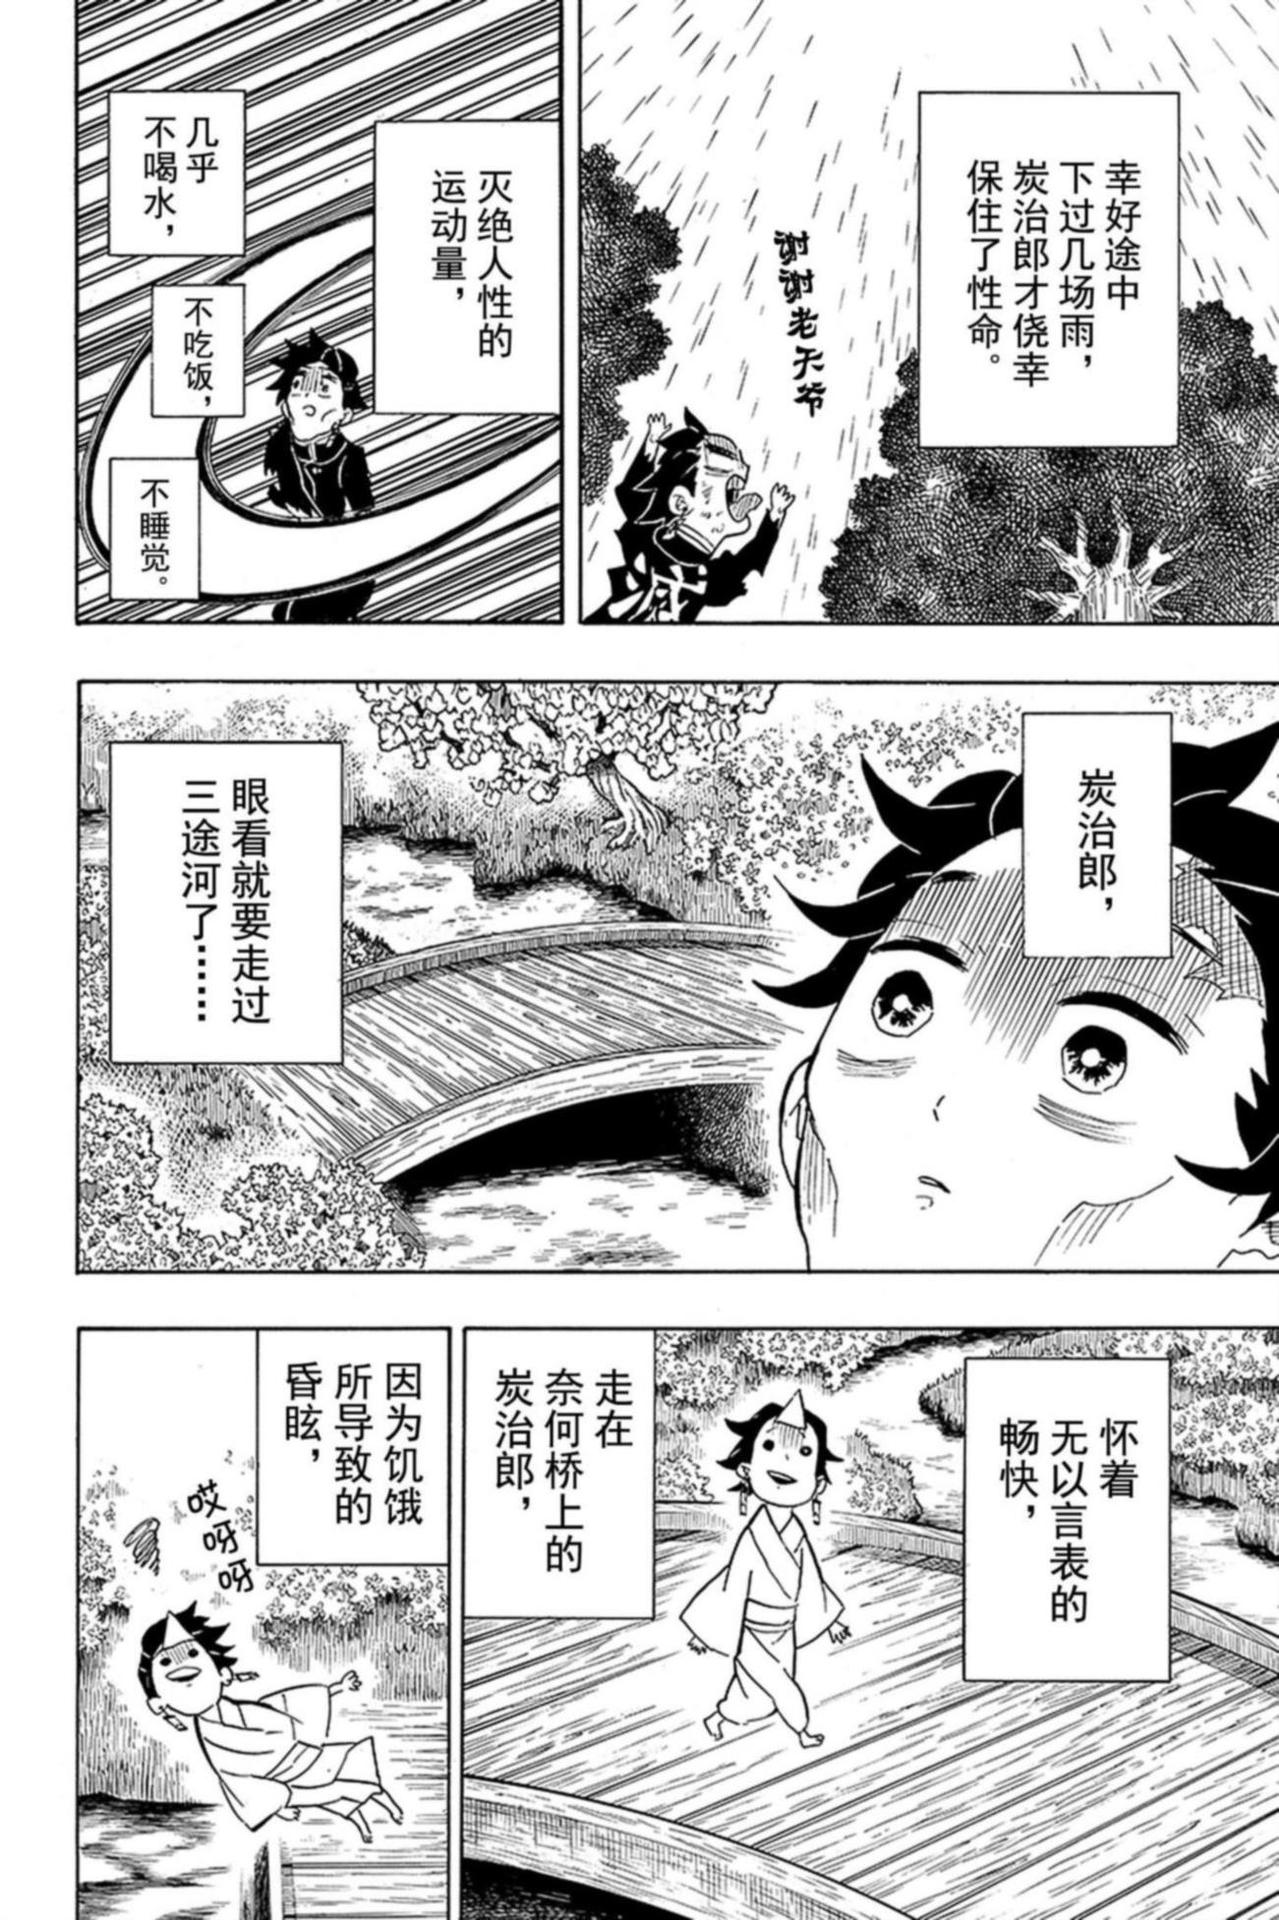 幸好途中
下过几场雨，
炭治郎才侥幸
保住了性命。
谢谢老天爷
灭绝人性的
运动量，
几乎
不喝水，
不吃饭，
不睡觉。
滅
炭治郎，
眼看就要走过
三途河了……
怀着
无以言表的
畅快，
走在
奈何桥上的
炭治郎，
因为饥饿
所导致的
昏眩，
哎呀呀